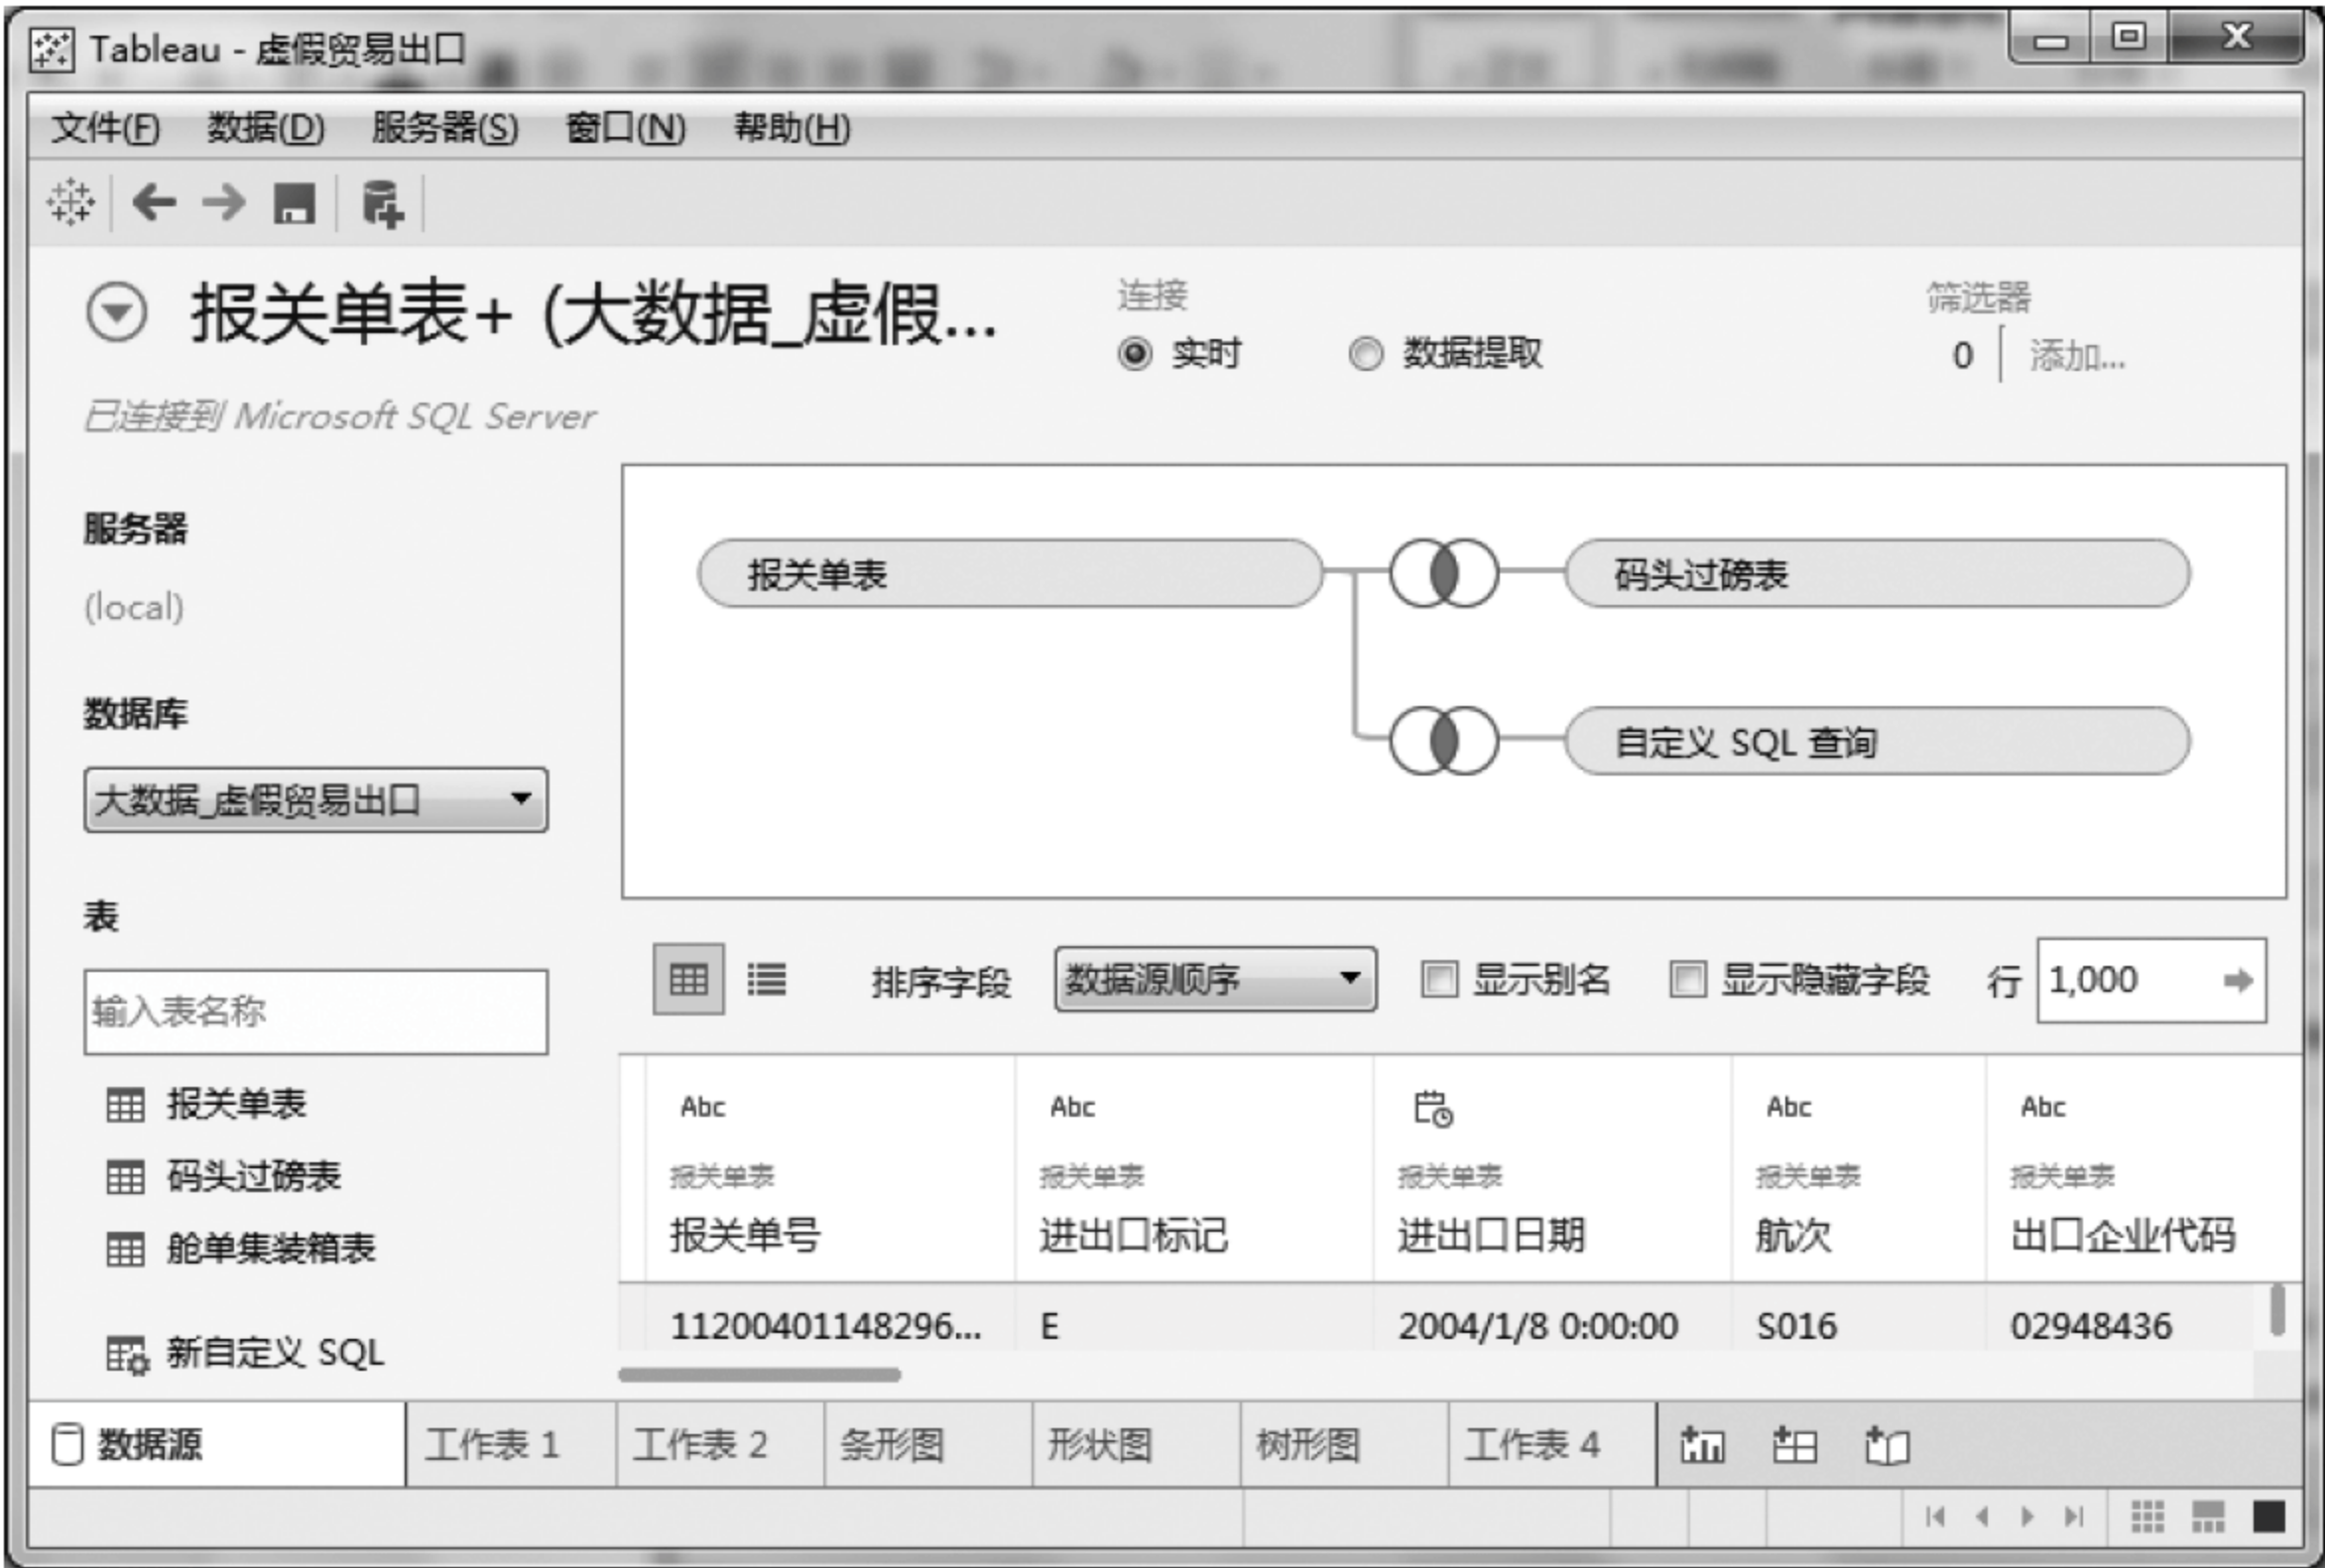 Tableau - 虚假贸易出口
文件(F) 数据(D) 服务器(S) 窗口(N) 帮助(H)
报关单表+ (大数据_虚假...
连接
实时 数据提取
筛选器
0 添加...
已连接到 Microsoft SQL Server
服务器
(local)
数据库
大数据_虚假贸易出口
表
输入表名称
报关单表
码头过磅表
舱单集装箱表
新自定义 SQL
报关单表 码头过磅表
自定义 SQL 查询
排序字段 数据源顺序 显示别名 显示隐藏字段 行 1,000
Abc Abc Abc Abc
报关单表 报关单表 报关单表 报关单表 报关单表
报关单号 进出口标记 进出口日期 航次 出口企业代码
11200401148296... E 2004/1/8 0:00:00 S016 02948436
数据源 工作表 1 工作表 2 条形图 形状图 树形图 工作表 4